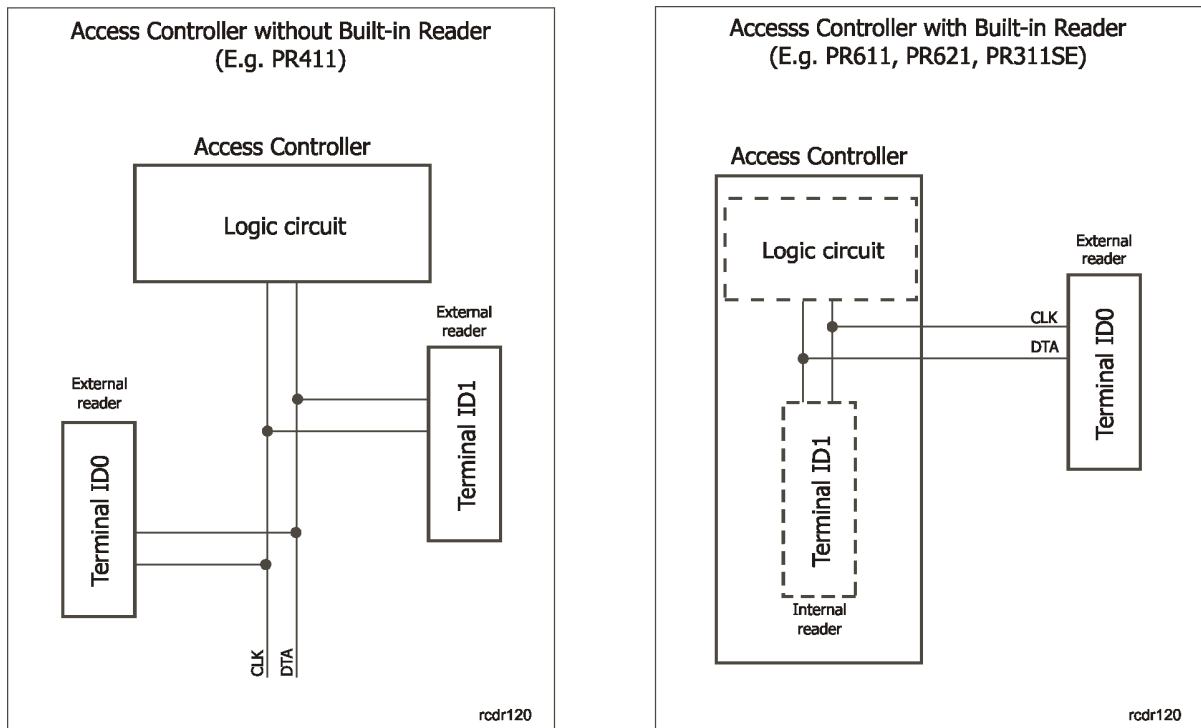 Access Controller without Built-in Reader
(E.g. PR411)
Access Controller
Logic circuit
External
reader
Terminal ID1
External
reader
Terminal ID0
CLK
DTA
rcdr120
Accesss Controller with Built-in Reader
(E.g. PR611, PR621, PR311SE)
Access Controller
Logic circuit
External
reader
CLK
DTA
Terminal ID0
Terminal ID1
Internal
reader
rcdr120